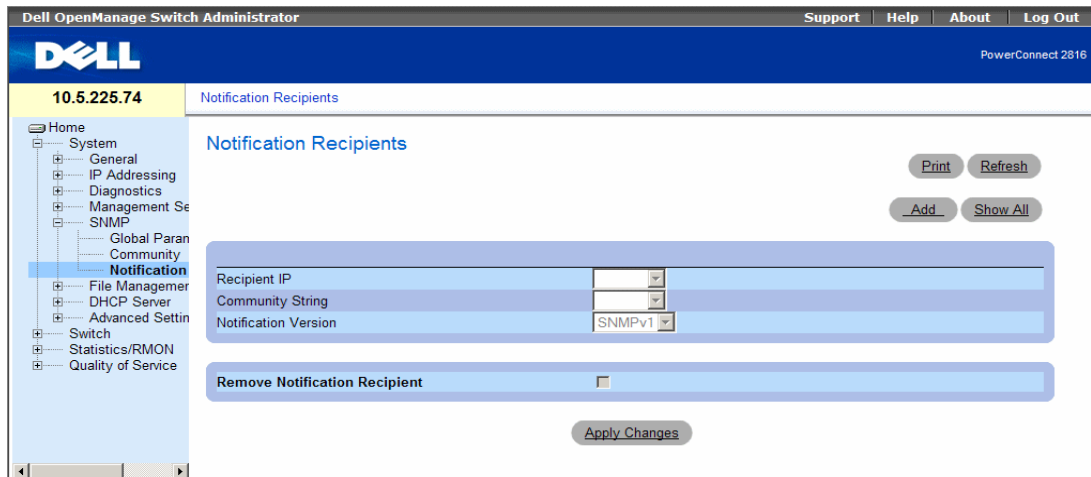 Dell OpenManage Switch Administrator
Support Help About Log Out
DELL
PowerConnect 2816
10.5.225.74
Notification Recipients
Home
System
General
IP Addressing
Diagnostics
Management Se
SNMP
Global Paran
Community
Notification
File Managemer
DHCP Server
Advanced Settin
Switch
Statistics/RMON
Quality of Service
Notification Recipients
Print Refresh
Add Show All
Recipient IP
Community String
Notification Version SNMPv1
Remove Notification Recipient
Apply Changes